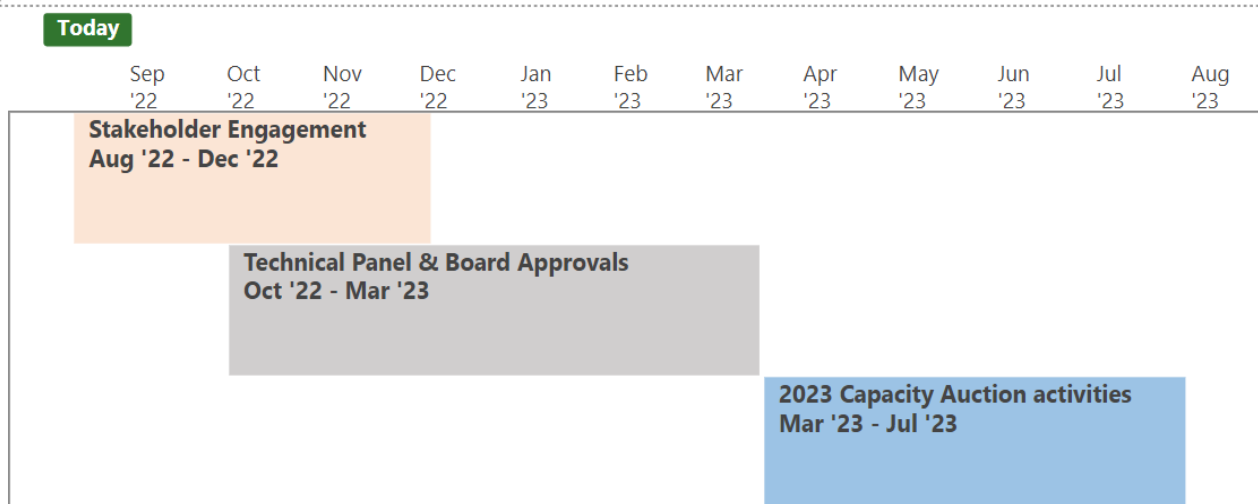 Today
Sep Oct Nov Dec Jan Feb Mar Apr May Jun Jul Aug
'22 '22 '22 '22 '23 '23 '23 '23 '23 '23 '23 '23
Stakeholder Engagement
Aug '22 - Dec '22
Technical Panel & Board Approvals
Oct '22 - Mar '23
2023 Capacity Auction activities
Mar '23 - Jul '23